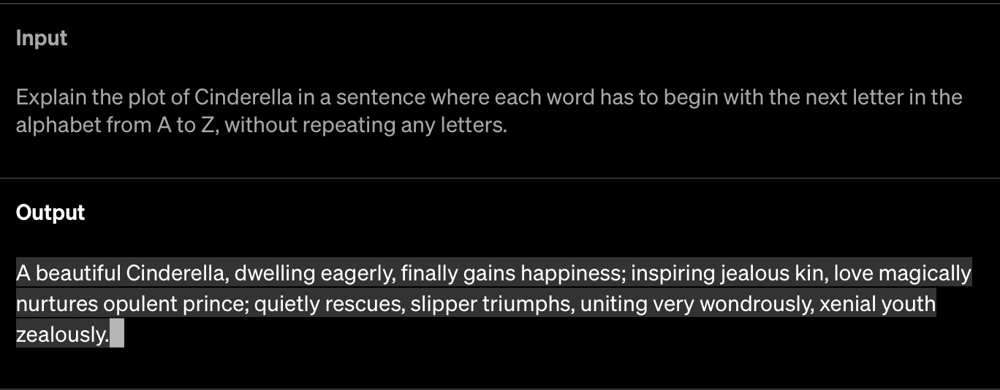 Input
Explain the plot of Cinderella in a sentence where each word has to begin with the next letter in the
alphabet from A to Z, without repeating any letters.
Output
A beautiful Cinderella, dwelling eagerly, finally gains happiness; inspiring jealous kin, love magically
nurtures opulent prince; quietly rescues, slipper triumphs, uniting very wondrously, xenial youth
zealously.